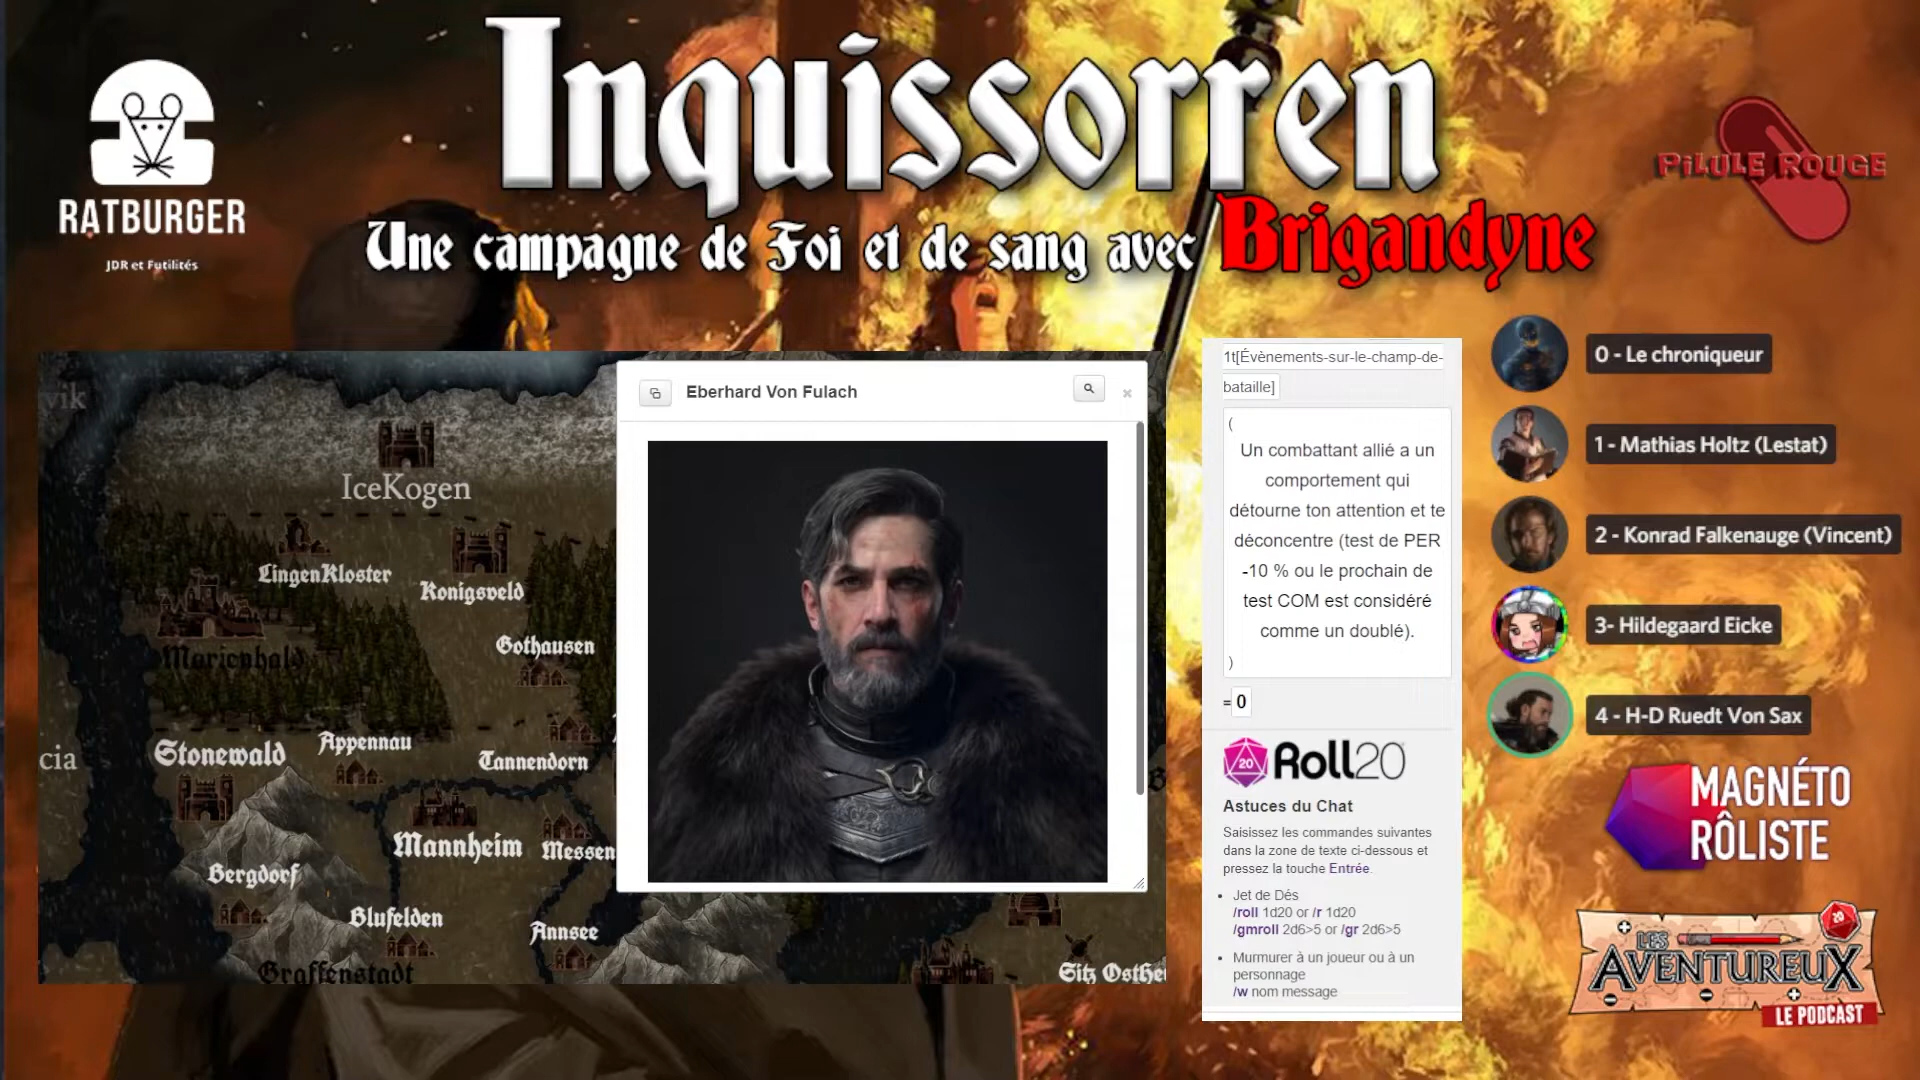 Inquissorren
Une campagne de Foi et de sang avec Brigandyne
RATBURGER
JDR et Futilités
PiLULE ROUGE
vik
IceKogen
LingenKloster
Konigsveld
Marienhald
Gothausen
Stonewald
Appennau
Tannendorn
cia
Mannheim
Messen
Bergdorf
Blufelden
Annsee
Graffenstadt
Sitz Osthe
Eberhard Von Fulach
1t[Évènements-sur-le-champ-de-
bataille]
(
Un combattant allié a un
comportement qui
détourne ton attention et te
déconcentre (test de PER
-10 % ou le prochain de
test COM est considéré
comme un doublé).
)
=0
20 Roll20
Astuces du Chat
Saisissez les commandes suivantes
dans la zone de texte ci-dessous et
pressez la touche Entrée.
• Jet de Dés
/roll 1d20 or /r 1d20
/gmroll 2d6>5 or /gr 2d6>5
• Murmurer à un joueur ou à un
personnage
/w nom message
0 - Le chroniqueur
1 - Mathias Holtz (Lestat)
2 - Konrad Falkenauge (Vincent)
3- Hildegaard Eicke
4 - H-D Ruedt Von Sax
MAGNÉTO
RÔLISTE
20
LES
AVENTUREUX
LE PODCAST